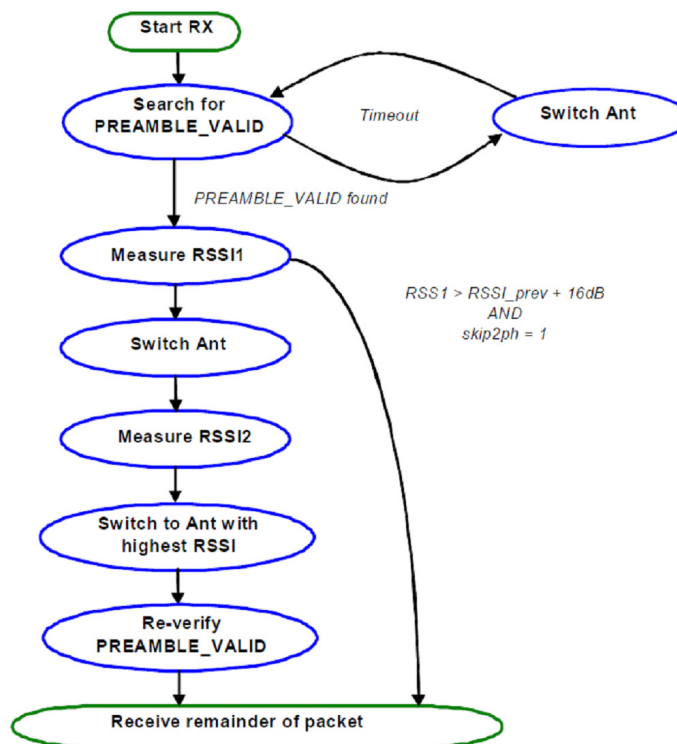 Start RX
Search for
PREAMBLE_VALID
Timeout
Switch Ant
PREAMBLE_VALID found
Measure RSSI1
RSS1 > RSSI_prev + 16dB
AND
skip2ph = 1
Switch Ant
Measure RSSI2
Switch to Ant with
highest RSSI
Re-verify
PREAMBLE_VALID
Receive remainder of packet